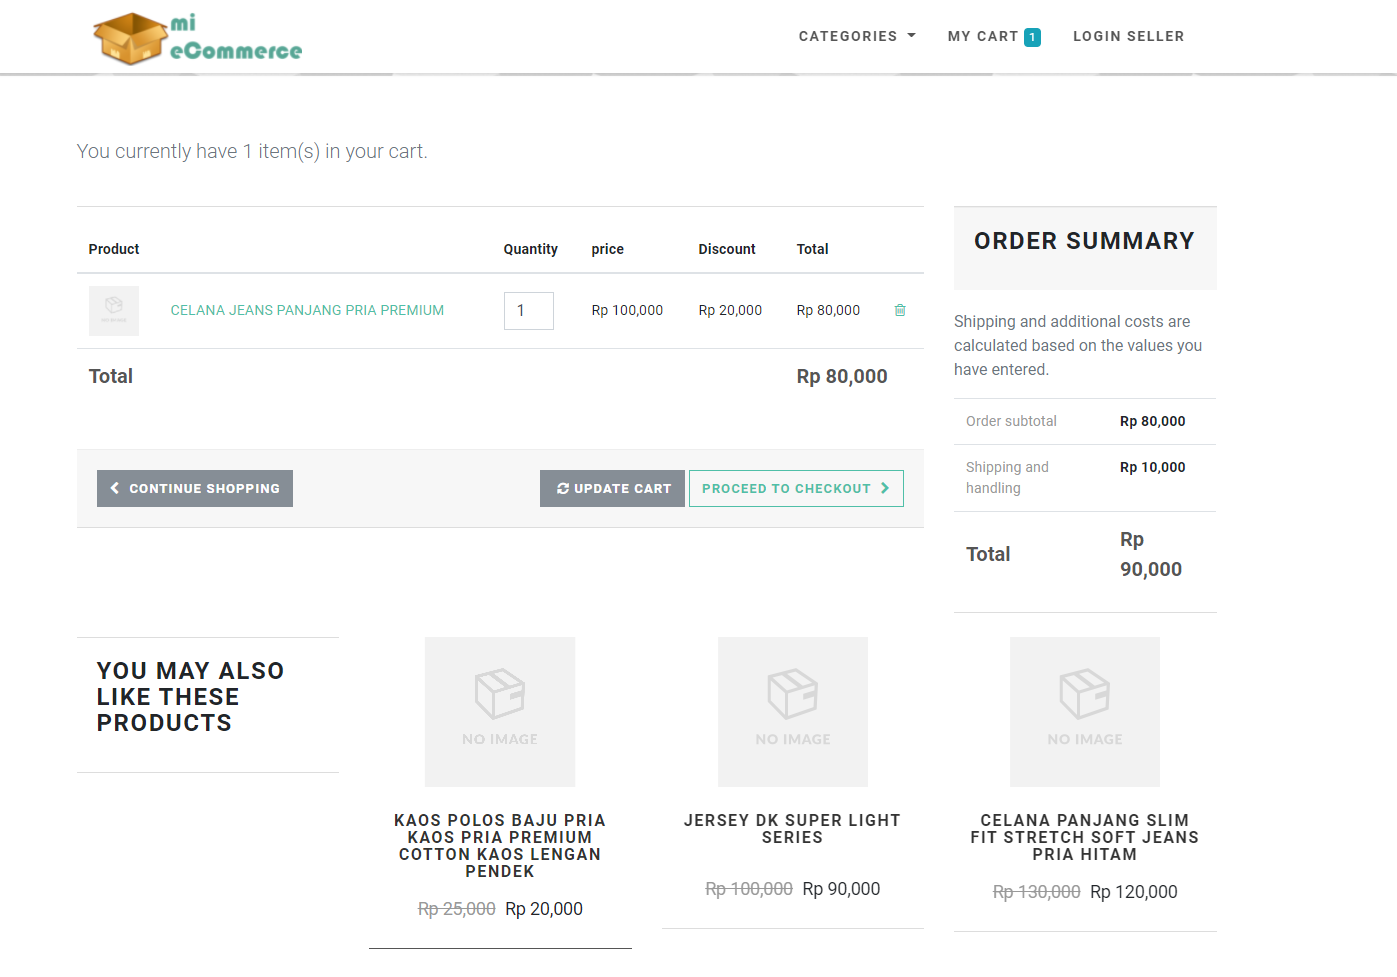 mi
eCommerce
CATEGORIES
MY CART 1
LOGIN SELLER
You currently have 1 item(s) in your cart.
Product Quantity price Discount Total
NO IMAGE
CELANA JEANS PANJANG PRIA PREMIUM 1 Rp 100,000 Rp 20,000 Rp 80,000
Total Rp 80,000
CONTINUE SHOPPING
UPDATE CART
PROCEED TO CHECKOUT
ORDER SUMMARY
Shipping and additional costs are
calculated based on the values you
have entered.
Order subtotal Rp 80,000
Shipping and
handling
Rp 10,000
Total
Rp
90,000
YOU MAY ALSO
LIKE THESE
PRODUCTS
NO IMAGE
KAOS POLOS BAJU PRIA
KAOS PRIA PREMIUM
COTTON KAOS LENGAN
PENDEK
Rp 25,000 Rp 20,000
NO IMAGE
JERSEY DK SUPER LIGHT
SERIES
Rp 100,000 Rp 90,000
NO IMAGE
CELANA PANJANG SLIM
FIT STRETCH SOFT JEANS
PRIA HITAM
Rp 130,000 Rp 120,000